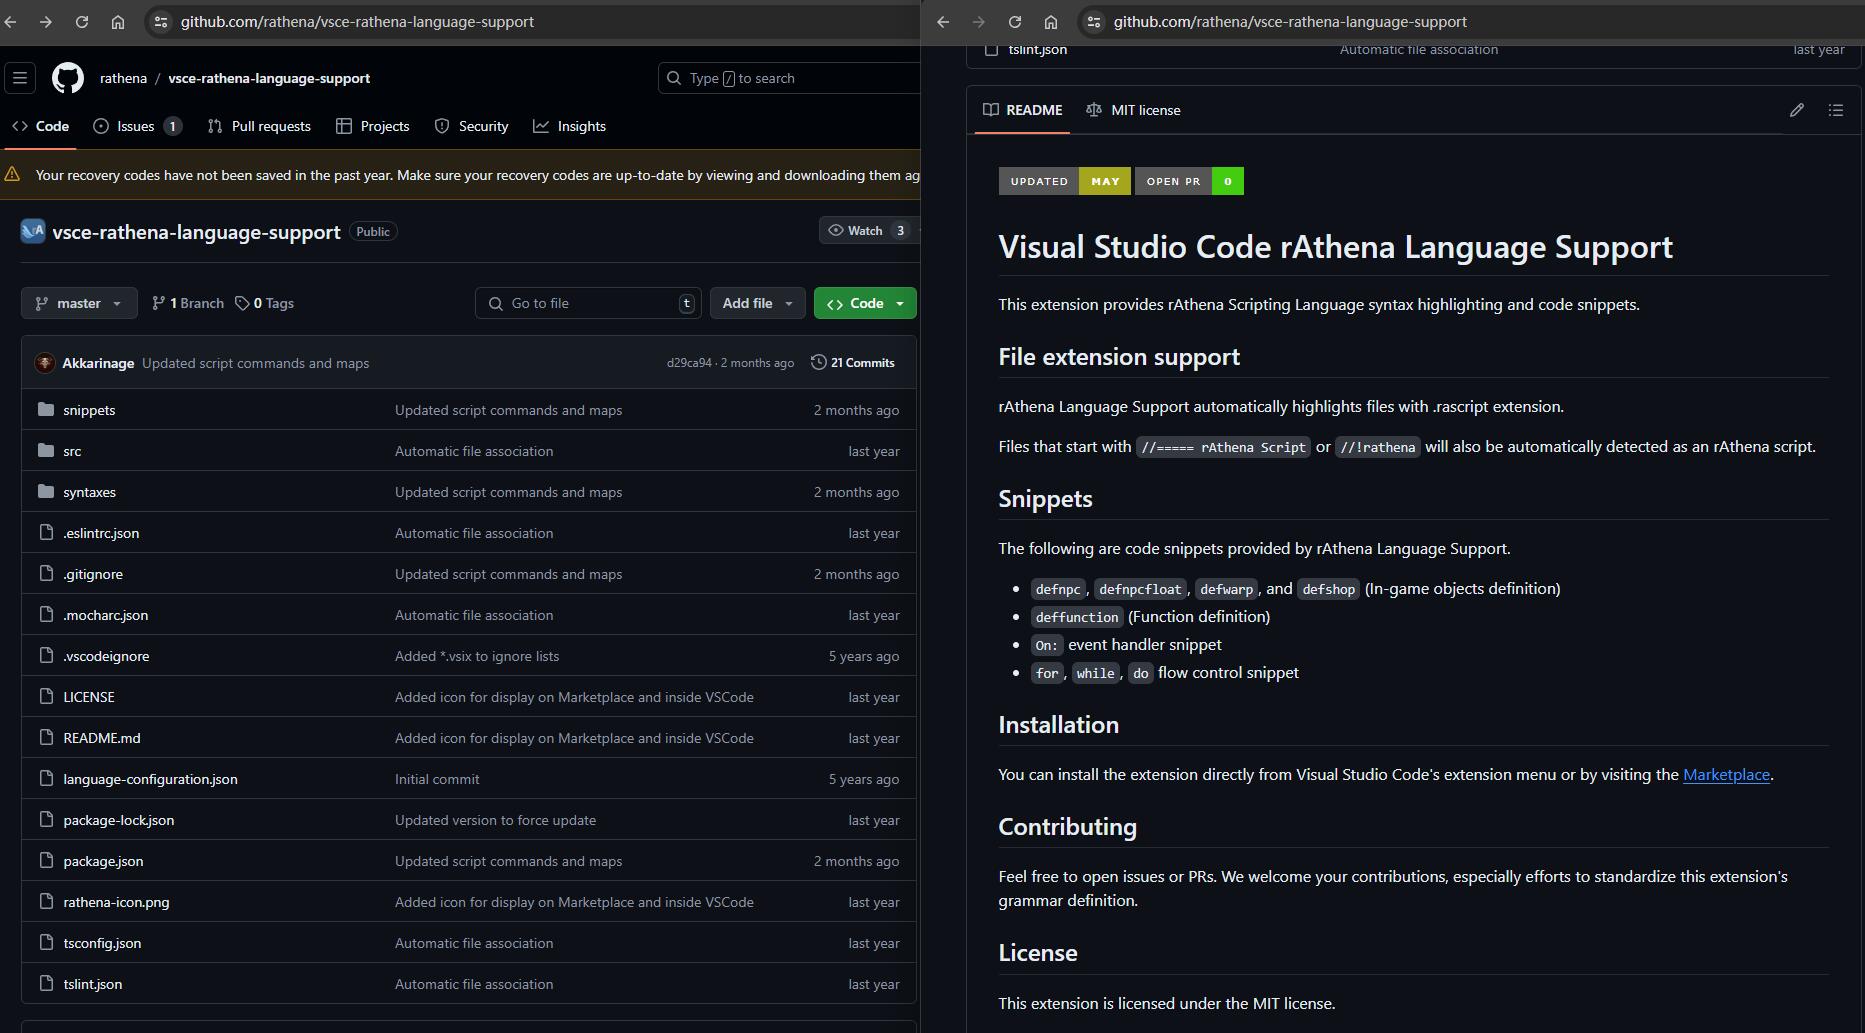 github.com/rathena/vsce-rathena-language-support
rathena / vsce-rathena-language-support
Type / to search
Code
Issues 1
Pull requests
Projects
Security
Insights
Your recovery codes have not been saved in the past year. Make sure your recovery codes are up-to-date by viewing and downloading them ag
vsce-rathena-language-support Public
Watch 3
master
1 Branch
0 Tags
Go to file t
Add file
Code
Akkarinage Updated script commands and maps d29ca94 · 2 months ago 21 Commits
snippets Updated script commands and maps 2 months ago
src Automatic file association last year
syntaxes Updated script commands and maps 2 months ago
.eslintrc.json Automatic file association last year
.gitignore Updated script commands and maps 2 months ago
.mocharc.json Automatic file association last year
.vscodeignore Added *.vsix to ignore lists 5 years ago
LICENSE Added icon for display on Marketplace and inside VSCode last year
README.md Added icon for display on Marketplace and inside VSCode last year
language-configuration.json Initial commit 5 years ago
package-lock.json Updated version to force update last year
package.json Updated script commands and maps 2 months ago
rathena-icon.png Added icon for display on Marketplace and inside VSCode last year
tsconfig.json Automatic file association last year
tslint.json Automatic file association last year
github.com/rathena/vsce-rathena-language-support
tslint.json Automatic file association last year
README
MIT license
UPDATED MAY OPEN PR 0
Visual Studio Code rAthena Language Support
This extension provides rAthena Scripting Language syntax highlighting and code snippets.
File extension support
rAthena Language Support automatically highlights files with .rascript extension.
Files that start with //===== rAthena Script or //!rathena will also be automatically detected as an rAthena script.
Snippets
The following are code snippets provided by rAthena Language Support.
• defnpc, defnpcfloat, defwarp, and defshop (In-game objects definition)
• deffunction (Function definition)
• On: event handler snippet
• for, while, do flow control snippet
Installation
You can install the extension directly from Visual Studio Code's extension menu or by visiting the Marketplace.
Contributing
Feel free to open issues or PRs. We welcome your contributions, especially efforts to standardize this extension's
grammar definition.
License
This extension is licensed under the MIT license.